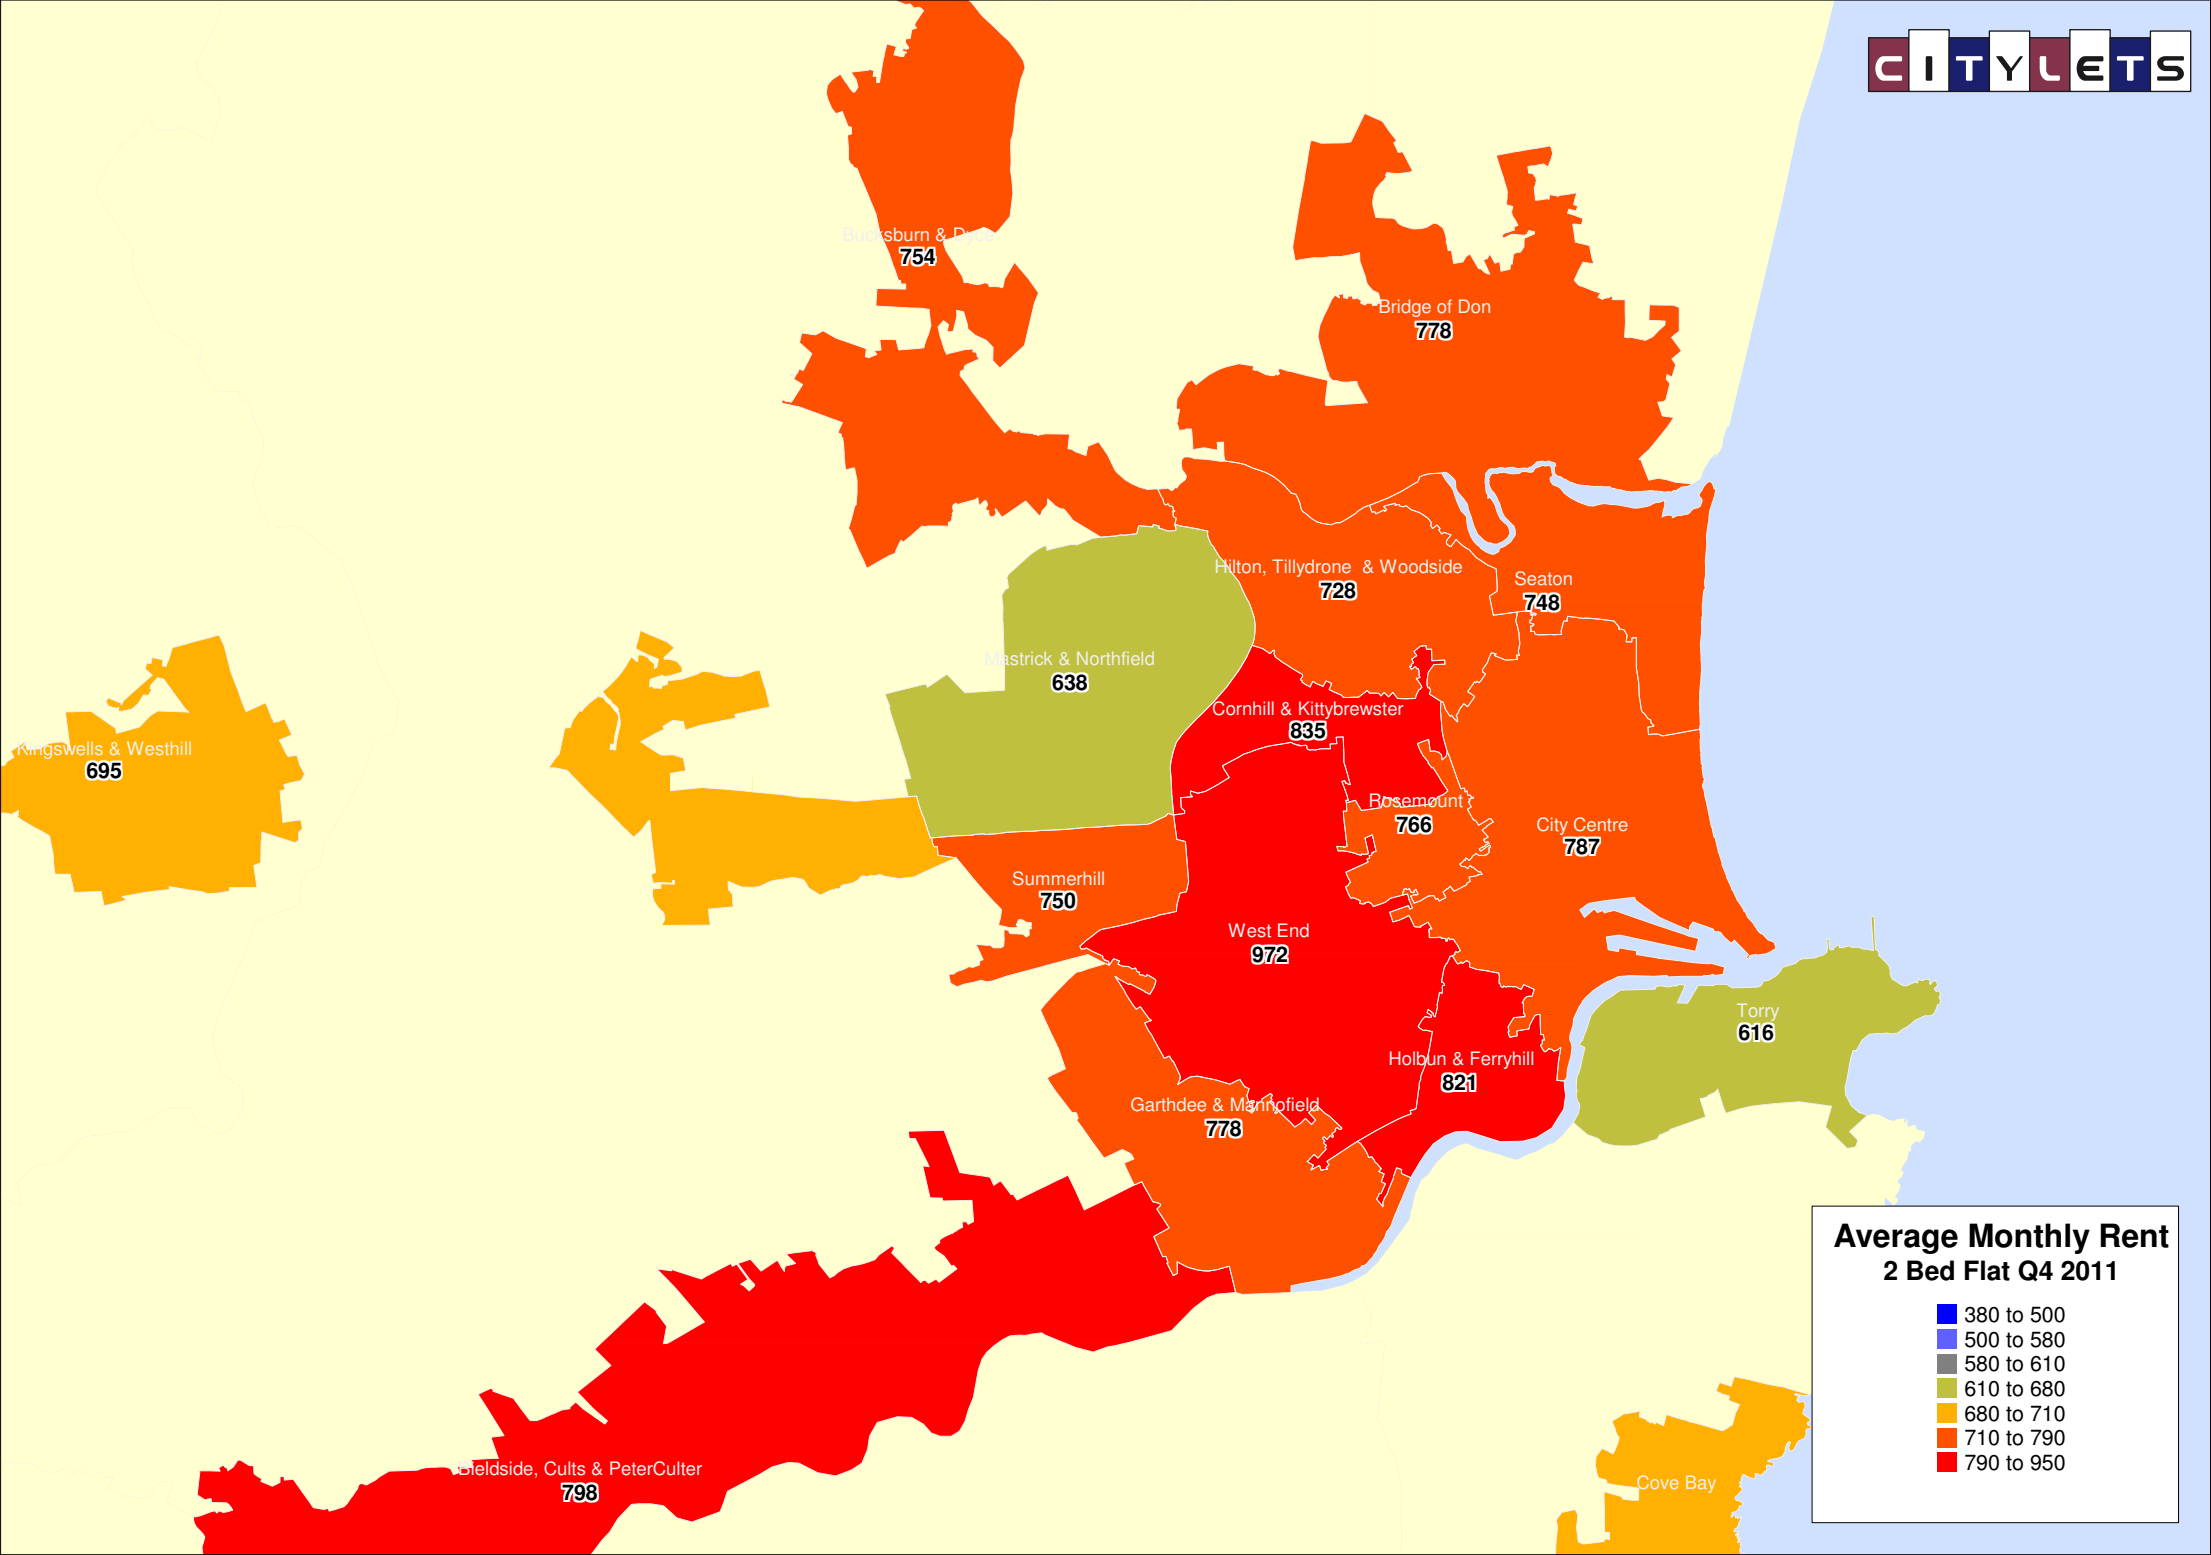 CITYLETS
Bucksburn & Dyce
754
Bridge of Don
778
Hilton, Tillydrone  & Woodside
728
Seaton
748
Mastrick & Northfield
638
Cornhill & Kittybrewster
835
Kingswells & Westhill
695
Rosemount
766
City Centre
787
Summerhill
750
West End
972
Torry
616
Holbun & Ferryhill
821
Garthdee & Mannofield
778
Bieldside, Cults & PeterCulter
798
Cove Bay
Average Monthly Rent
2 Bed Flat Q4 2011
380 to 500
500 to 580
580 to 610
610 to 680
680 to 710
710 to 790
790 to 950